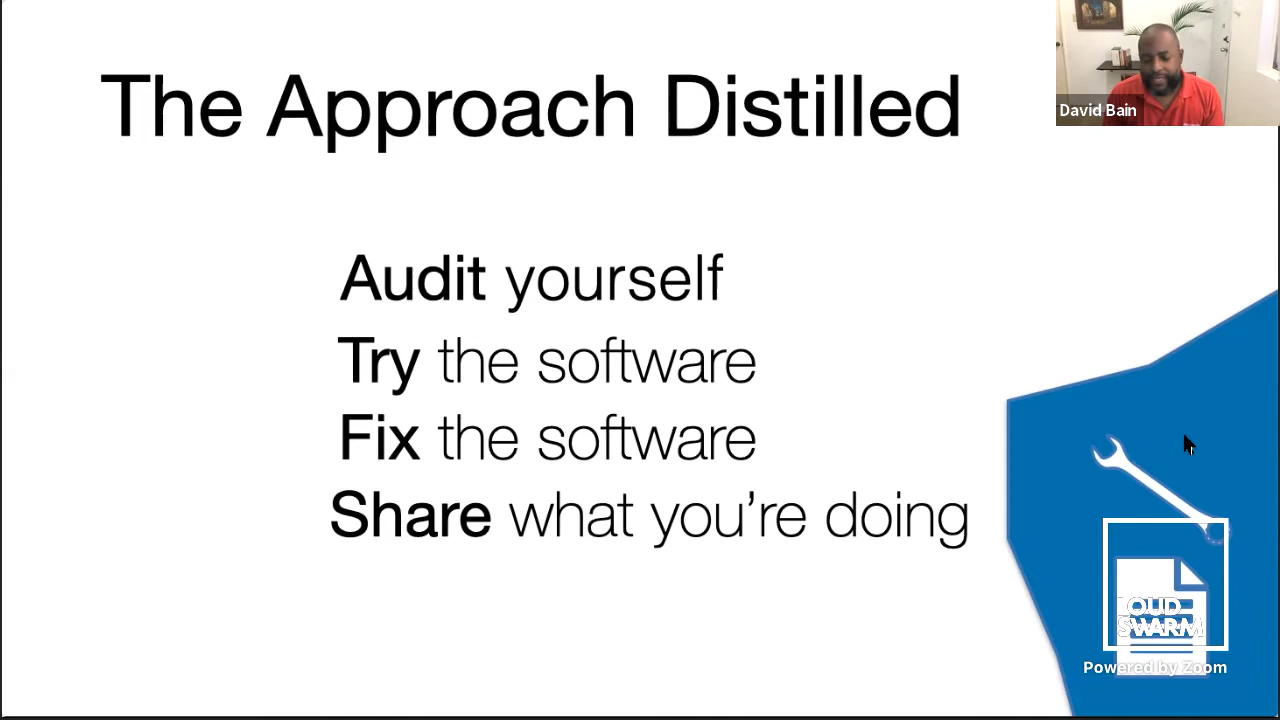 The Approach Distilled
David Bain
Audit yourself
Try the software
Fix the software
Share what you’re doing
OUD
SWARM
Powered by Zoom